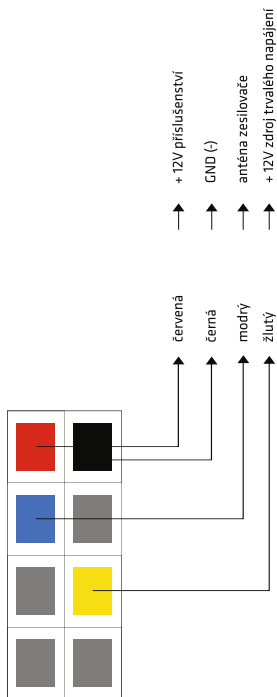 červená + 12V příslušenství
černá GND (-)
modrý anténa zesilovače
žlutý + 12V zdroj trvalého napájení